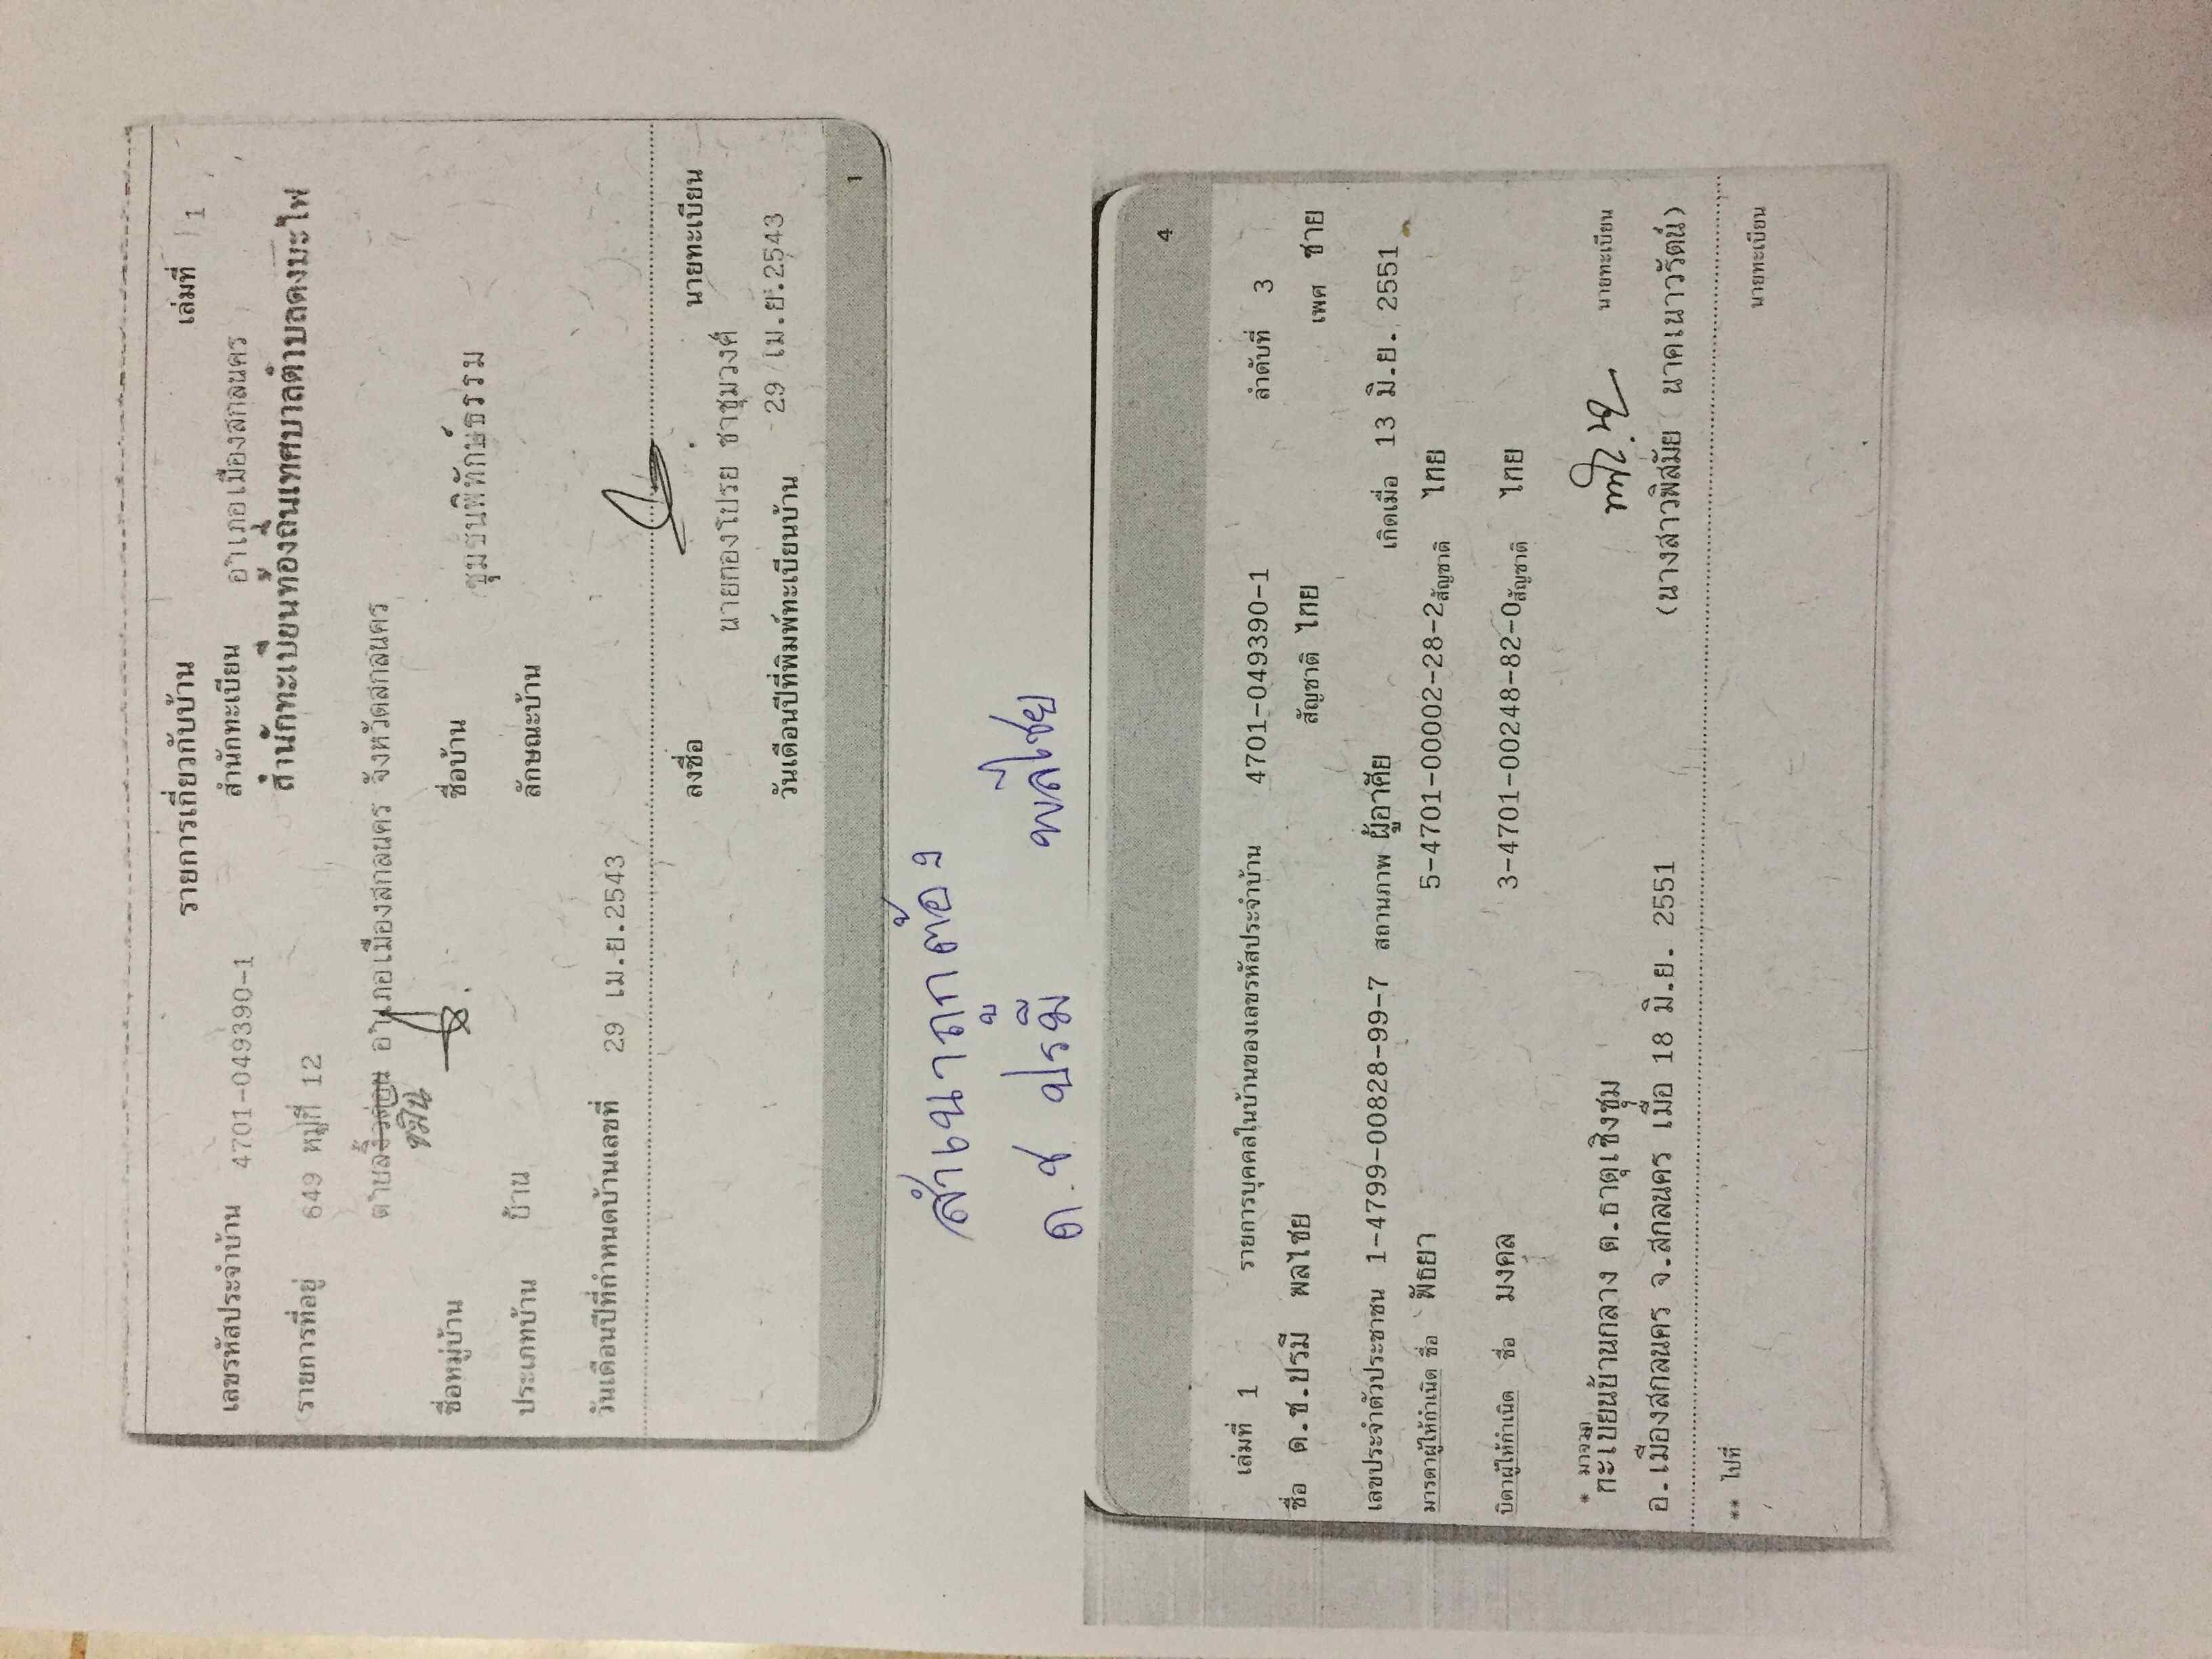 รายการเกี่ยวกับบ้าน เล่มที่ 1
เลขรหัสประจำบ้าน 4701-049390-1 สำนักทะเบียน อำเภอเมืองสกลนคร
สำนักทะเบียนท้องถิ่นเทศบาลตำบลดงมะไฟ
รายการที่อยู่ 649 หมู่ที่ 12
ตำบลงิ้วด่อน อำเภอเมืองสกลนคร จังหวัดสกลนคร
ขมิ้น
ชื่อหมู่บ้าน ชื่อบ้าน ชุมชนพิทักษ์ธรรม
ประเภทบ้าน บ้าน ลักษณะบ้าน
วันเดือนปีที่กำหนดบ้านเลขที่ 29 เม.ย.2543
ลงชื่อ นายทะเบียน
นายกองโปรย ชาชุมวงศ์
วันเดือนปีที่พิมพ์ทะเบียนบ้าน 29 เม.ย.2543
1
สำเนาถูกต้อง
ด.ช ปรมี พลไชย
4
เล่มที่ 1 รายการบุคคลในบ้านของเลขรหัสประจำบ้าน 4701-049390-1 ลำดับที่ 3
ชื่อ ด.ช.ปรมี พลไชย สัญชาติ ไทย เพศ ชาย
เลขประจำตัวประชาชน 1-4799-00828-99-7 สถานภาพ ผู้อาศัย เกิดเมื่อ 13 มิ.ย. 2551
มารดาผู้ให้กำเนิด ชื่อ พัธยา 5-4701-00002-28-2 สัญชาติ ไทย
บิดาผู้ให้กำเนิด ชื่อ มงคล 3-4701-00248-82-0 สัญชาติ ไทย
* มาจาก
ทะเบียนบ้านกลาง ต.ธาตุเชิงชุม นายทะเบียน
อ.เมืองสกลนคร จ.สกลนคร เมื่อ 18 มิ.ย. 2551 (นางสาวพิสมัย นาคเนาวรัตน์)
** ไปที่ นายทะเบียน